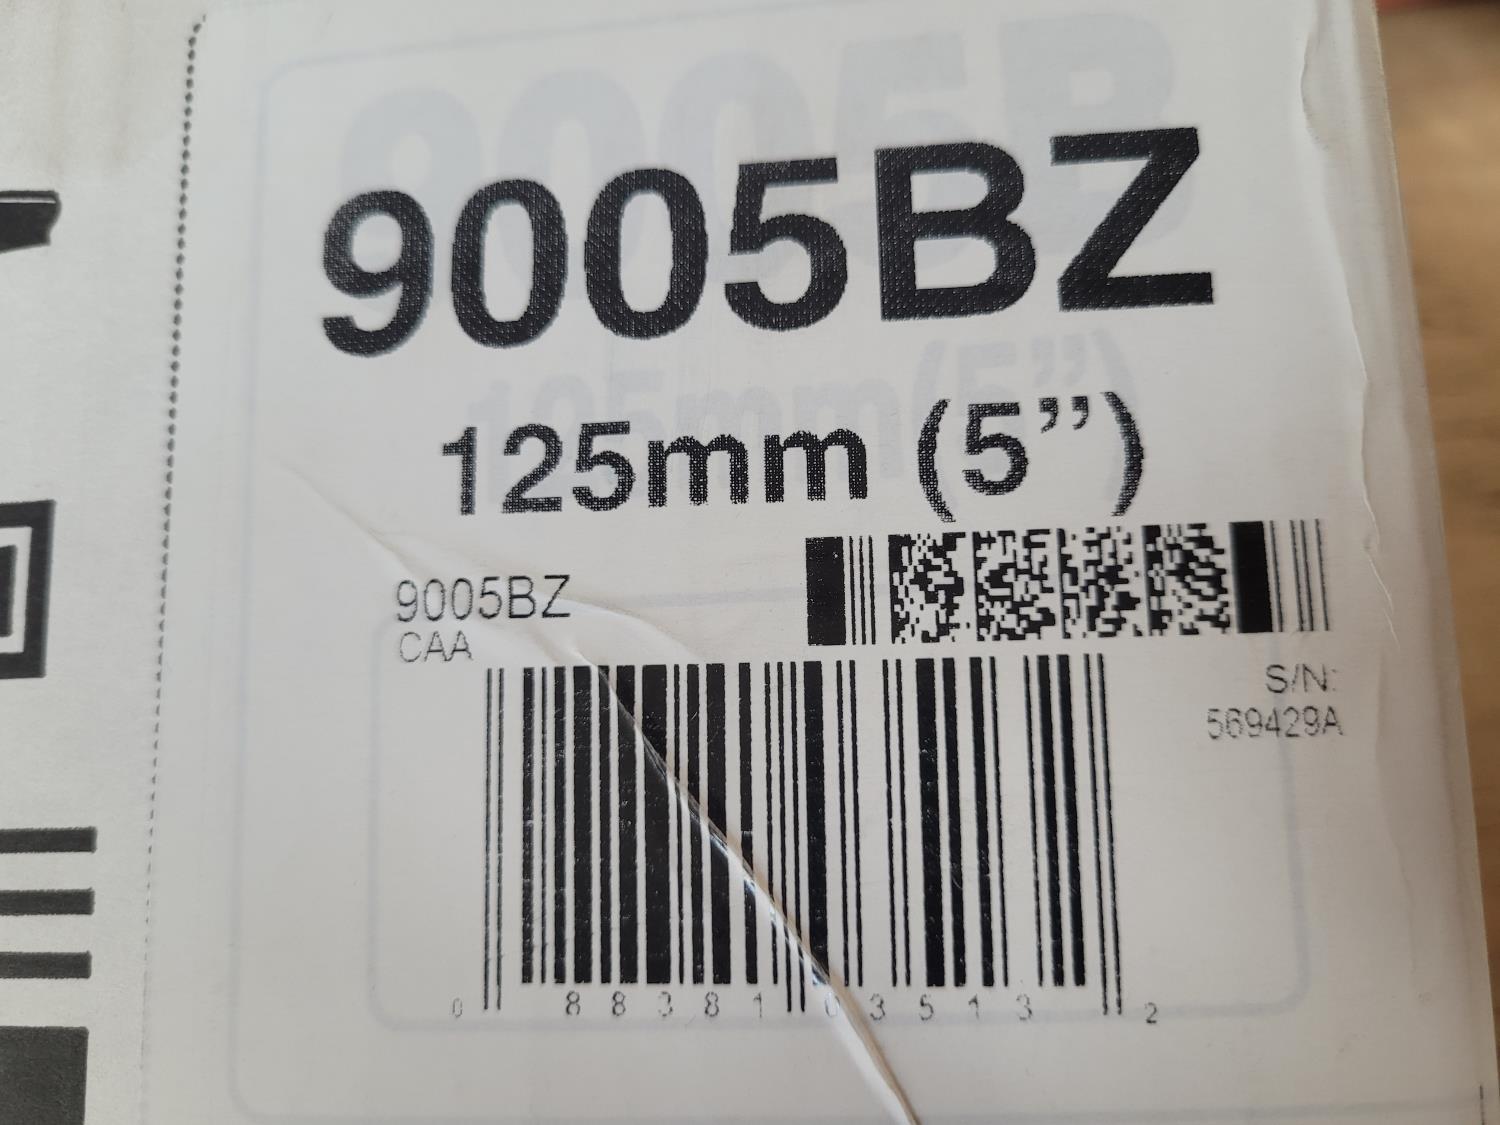 9005BZ
125mm (5”)
9005BZ
CAA
S/N:
569429A
0 88381 03513 2